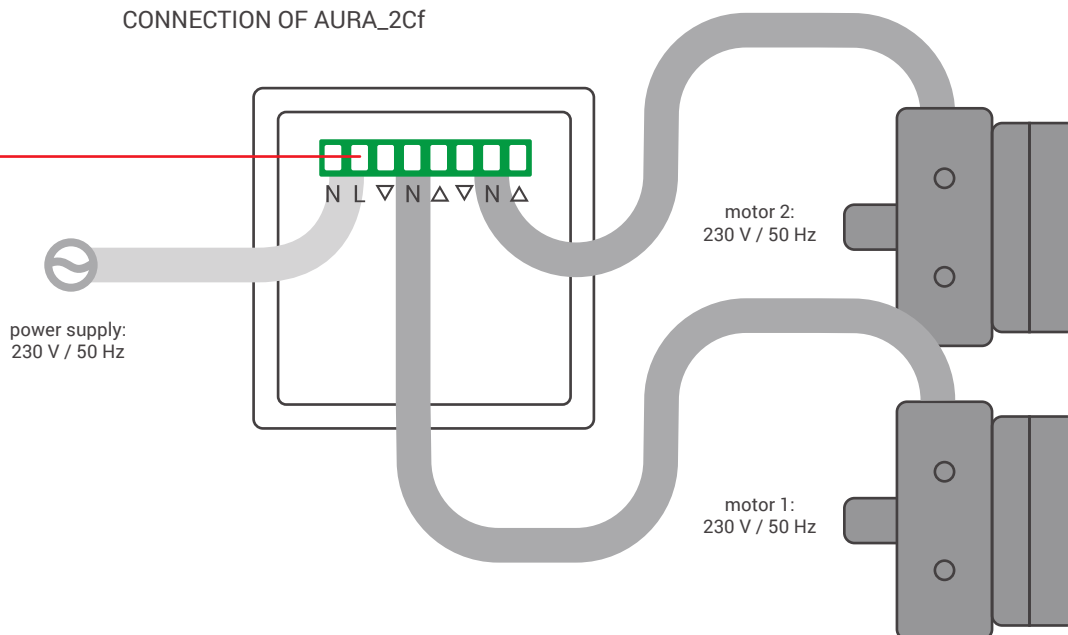 CONNECTION OF AURA_2Cf
N L ▽ N △ ▽ N △
motor 2:
230 V / 50 Hz
power supply:
230 V / 50 Hz
motor 1:
230 V / 50 Hz